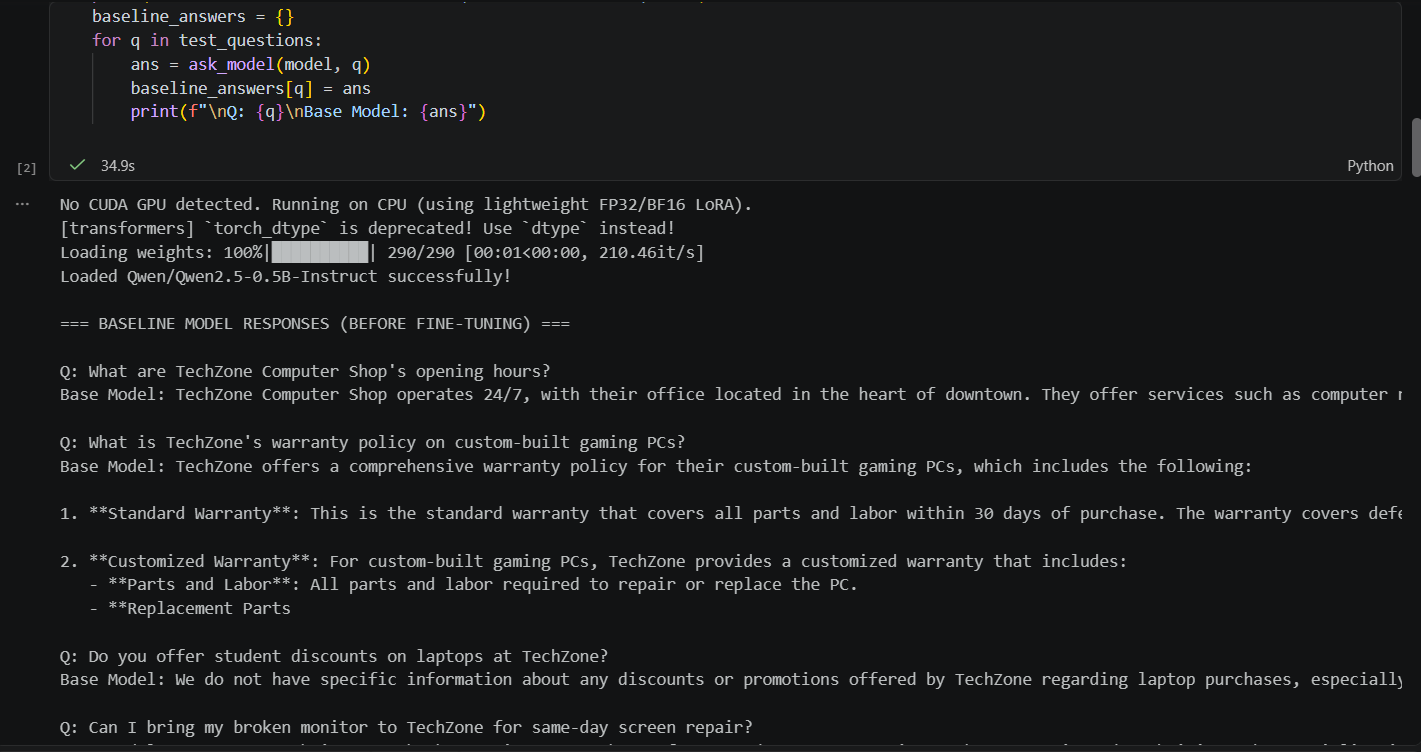 baseline_answers = {}
for q in test_questions:
    ans = ask_model(model, q)
    baseline_answers[q] = ans
    print(f"\nQ: {q}\nBase Model: {ans}")
[2]
34.9s
Python
...
No CUDA GPU detected. Running on CPU (using lightweight FP32/BF16 LoRA).
[transformers] `torch_dtype` is deprecated! Use `dtype` instead!
Loading weights: 100%|██████████| 290/290 [00:01<00:00, 210.46it/s]
Loaded Qwen/Qwen2.5-0.5B-Instruct successfully!
=== BASELINE MODEL RESPONSES (BEFORE FINE-TUNING) ===
Q: What are TechZone Computer Shop's opening hours?
Base Model: TechZone Computer Shop operates 24/7, with their office located in the heart of downtown. They offer services such as computer
Q: What is TechZone's warranty policy on custom-built gaming PCs?
Base Model: TechZone offers a comprehensive warranty policy for their custom-built gaming PCs, which includes the following:
1. **Standard Warranty**: This is the standard warranty that covers all parts and labor within 30 days of purchase. The warranty covers
2. **Customized Warranty**: For custom-built gaming PCs, TechZone provides a customized warranty that includes:
   - **Parts and Labor**: All parts and labor required to repair or replace the PC.
   - **Replacement Parts
Q: Do you offer student discounts on laptops at TechZone?
Base Model: We do not have specific information about any discounts or promotions offered by TechZone regarding laptop purchases, especially
Q: Can I bring my broken monitor to TechZone for same-day screen repair?